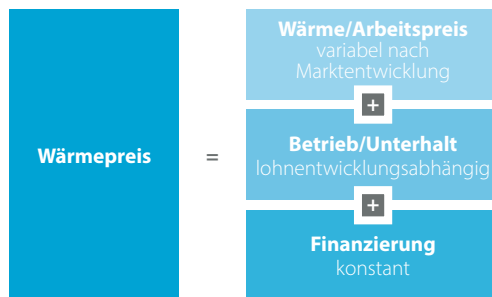 Wärmepreis
=
Wärme/Arbeitspreis
variabel nach
Marktentwicklung
+
Betrieb/Unterhalt
lohnentwicklungsabhängig
+
Finanzierung
konstant